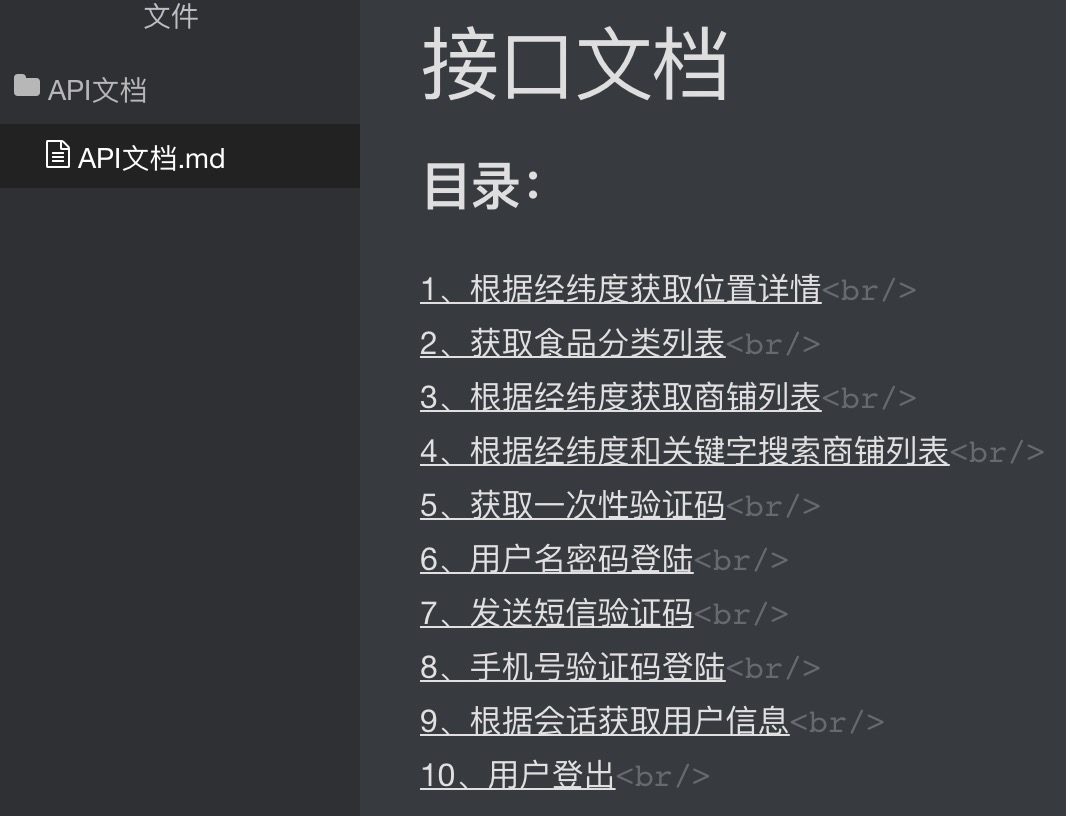 文件
API文档
API文档.md
接口文档
目录：
1、根据经纬度获取位置详情<br/>
2、获取食品分类列表<br/>
3、根据经纬度获取商铺列表<br/>
4、根据经纬度和关键字搜索商铺列表<br/>
5、获取一次性验证码<br/>
6、用户名密码登陆<br/>
7、发送短信验证码<br/>
8、手机号验证码登陆<br/>
9、根据会话获取用户信息<br/>
10、用户登出<br/>